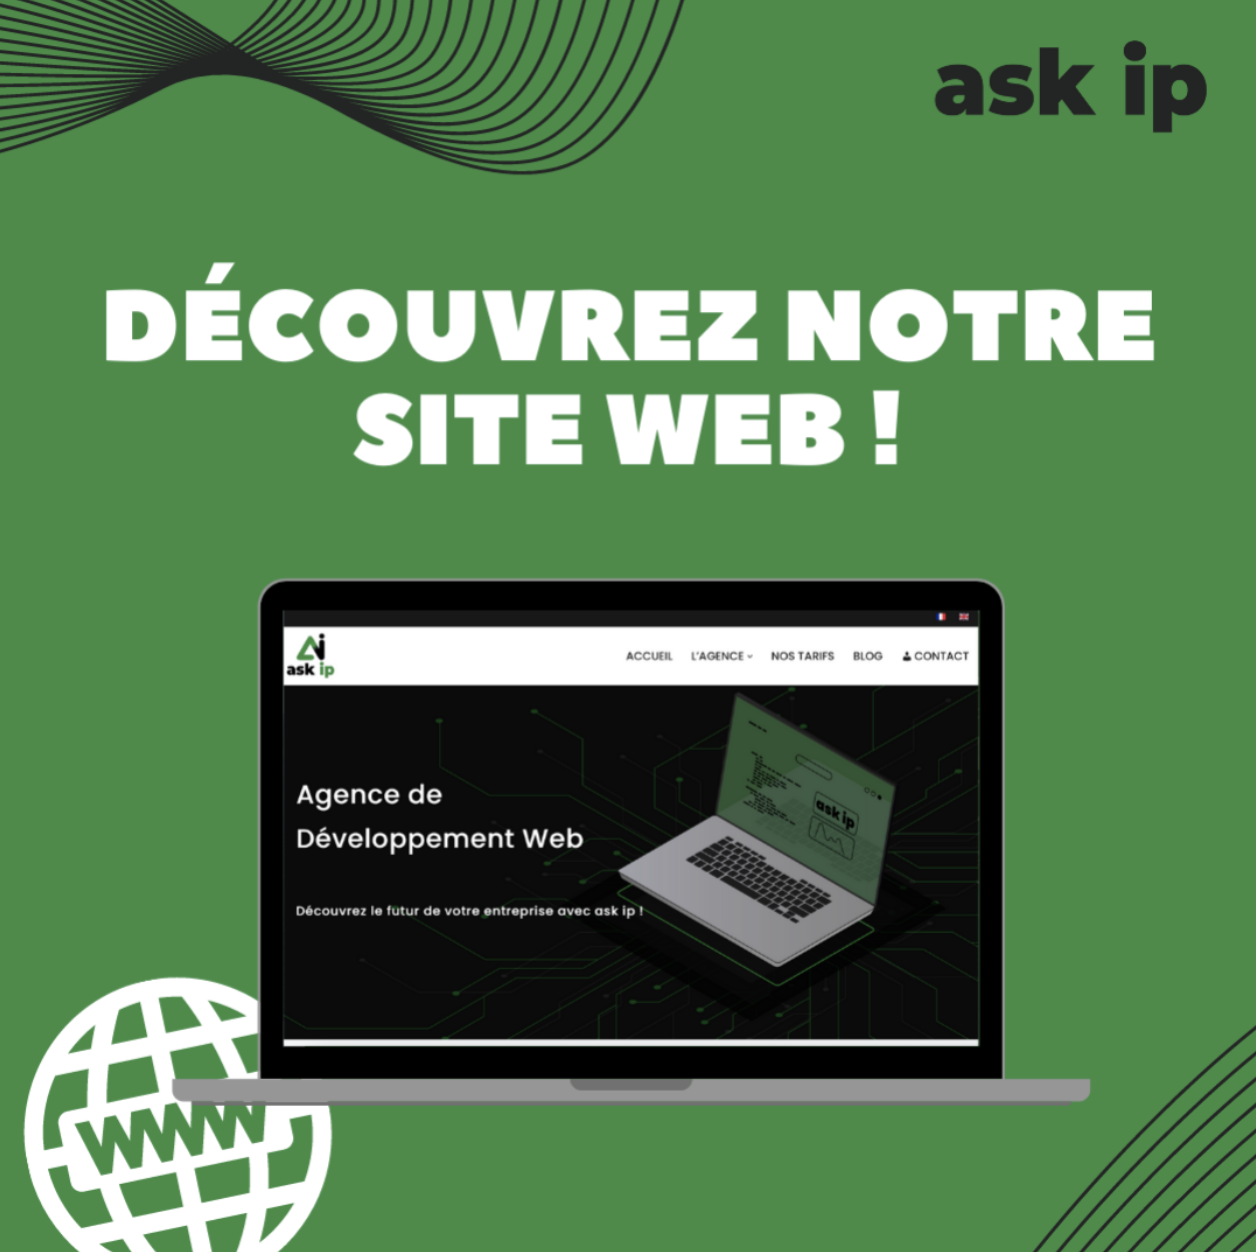 ask ip
DÉCOUVREZ NOTRE
SITE WEB !
ask ip
ACCUEIL L'AGENCE NOS TARIFS BLOG CONTACT
ask ip
Agence de
Développement Web
Découvrez le futur de votre entreprise avec ask ip !
WWW